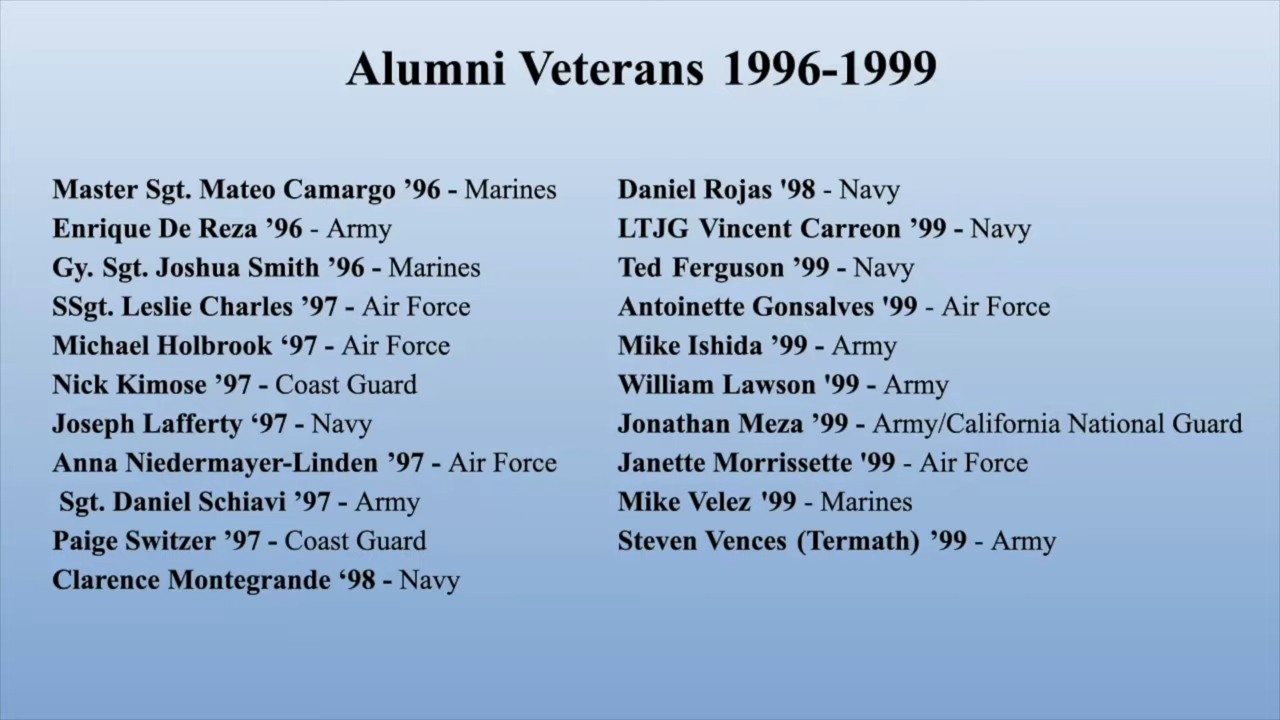 Alumni Veterans 1996-1999
Master Sgt. Mateo Camargo ’96 - Marines
Enrique De Reza ’96 - Army
Gy. Sgt. Joshua Smith ’96 - Marines
SSgt. Leslie Charles ’97 - Air Force
Michael Holbrook ‘97 - Air Force
Nick Kimose ’97 - Coast Guard
Joseph Lafferty ‘97 - Navy
Anna Niedermayer-Linden ’97 - Air Force
Sgt. Daniel Schiavi ’97 - Army
Paige Switzer ’97 - Coast Guard
Clarence Montegrande ‘98 - Navy
Daniel Rojas '98 - Navy
LTJG Vincent Carreon ’99 - Navy
Ted Ferguson ’99 - Navy
Antoinette Gonsalves '99 - Air Force
Mike Ishida ’99 - Army
William Lawson '99 - Army
Jonathan Meza ’99 - Army/California National Guard
Janette Morrissette '99 - Air Force
Mike Velez '99 - Marines
Steven Vences (Termath) ’99 - Army